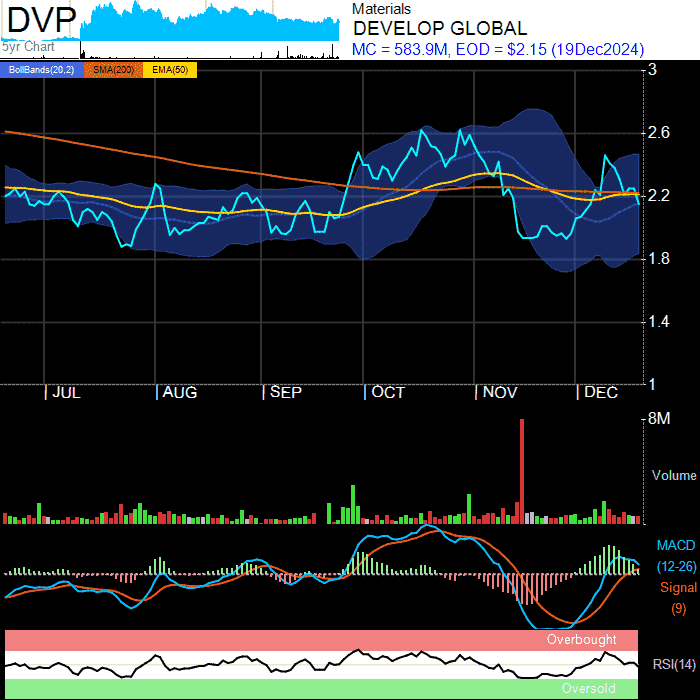 DVP
5yr Chart
Materials
DEVELOP GLOBAL
MC = 583.9M, EOD = $2.15 (19Dec2024)
BollBands(20,2) SMA(200) EMA(50)
3
2.6
2.2
1.8
1.4
1
| JUL | AUG | SEP | OCT | NOV | DEC
8M
Volume
MACD
(12-26)
Signal
(9)
Overbought
RSI(14)
Oversold